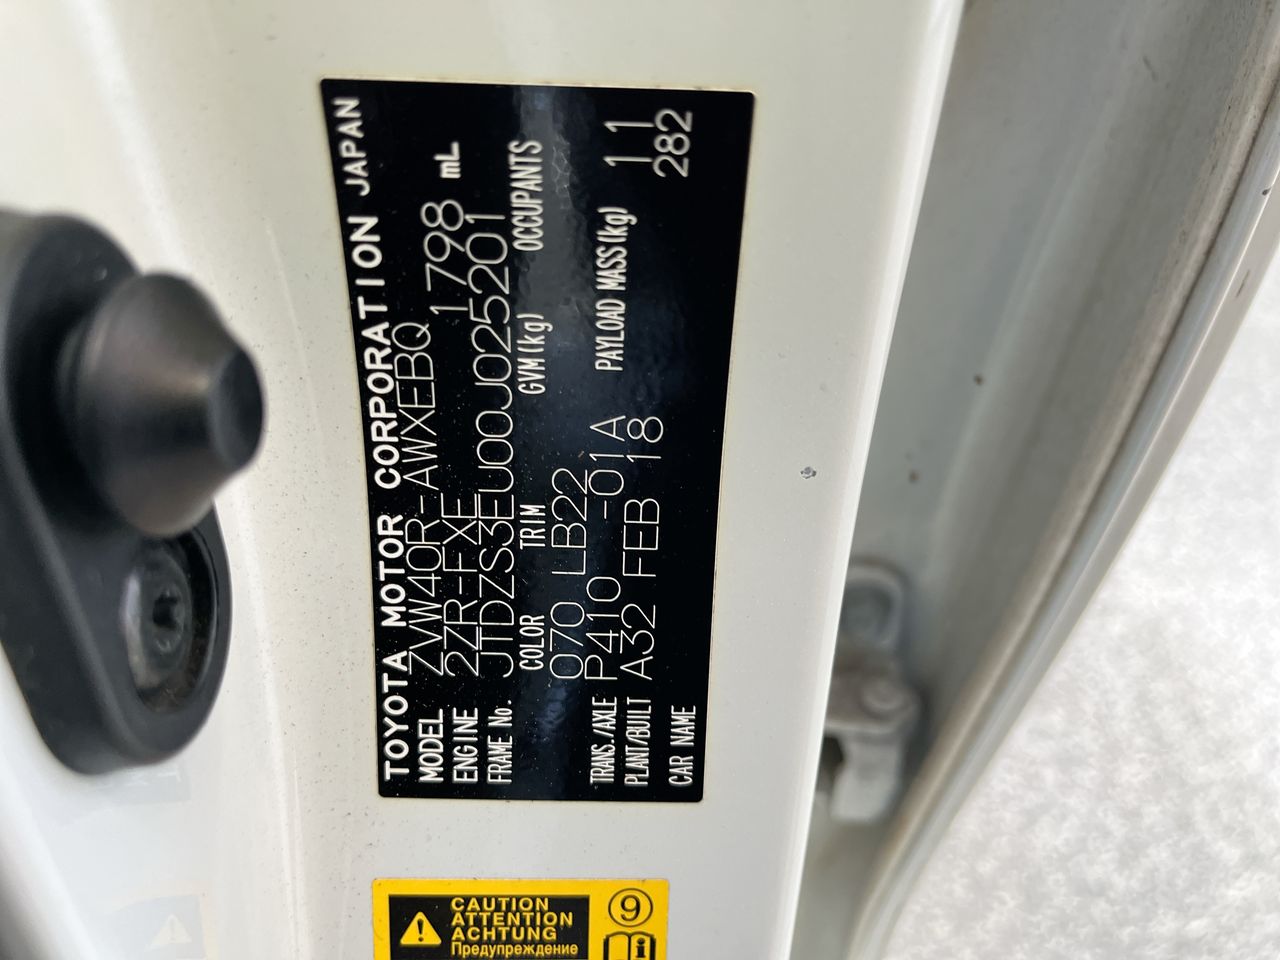 TOYOTA MOTOR CORPORATION JAPAN
MODEL ZVW40R-AWXEBQ
ENGINE 2ZR-FXE 1798 mL
FRAME No. JTDZS3EU00J025201
COLOR TRIM GVM(kg) OCCUPANTS
070 LB22
TRANS./AXLE P410 -01A PAYLOAD MASS(kg) 11
PLANT/BUILT A32 FEB 18 282
CAR NAME
CAUTION
ATTENTION
ACHTUNG
Предупреждение
9
i